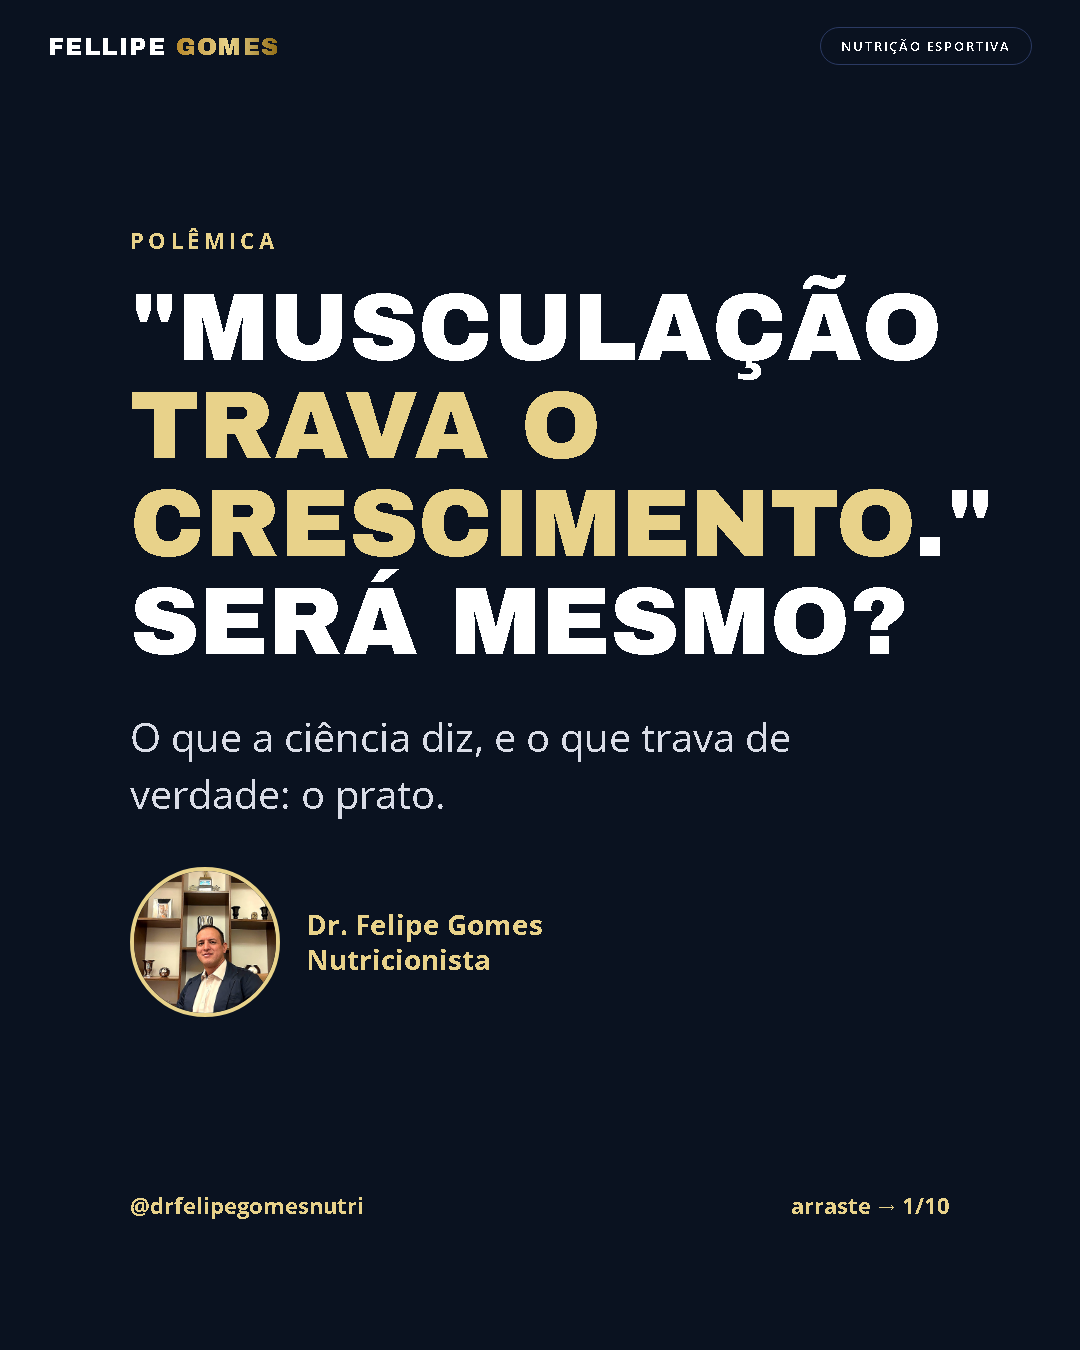 FELLIPE GOMES
NUTRIÇÃO ESPORTIVA
POLÊMICA
"MUSCULAÇÃO
TRAVA O
CRESCIMENTO."
SERÁ MESMO?
O que a ciência diz, e o que trava de
verdade: o prato.
Dr. Felipe Gomes
Nutricionista
@drfelipegomesnutri
arraste → 1/10